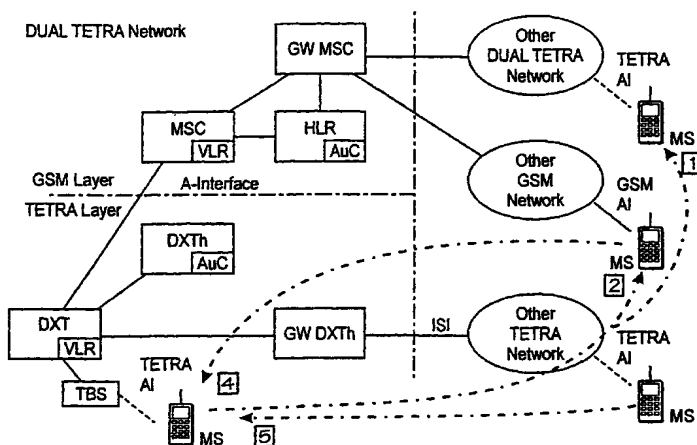 DUAL TETRA Network
GW MSC
Other
DUAL TETRA
Network
TETRA
AI
MS
1
MSC
VLR
HLR
AuC
GSM Layer
A-Interface
TETRA Layer
Other
GSM
Network
GSM
AI
MS
2
DXTh
AuC
DXT
VLR
GW DXTh
ISI
Other
TETRA
Network
TETRA
AI
MS
TBS
TETRA
AI
4
MS
5